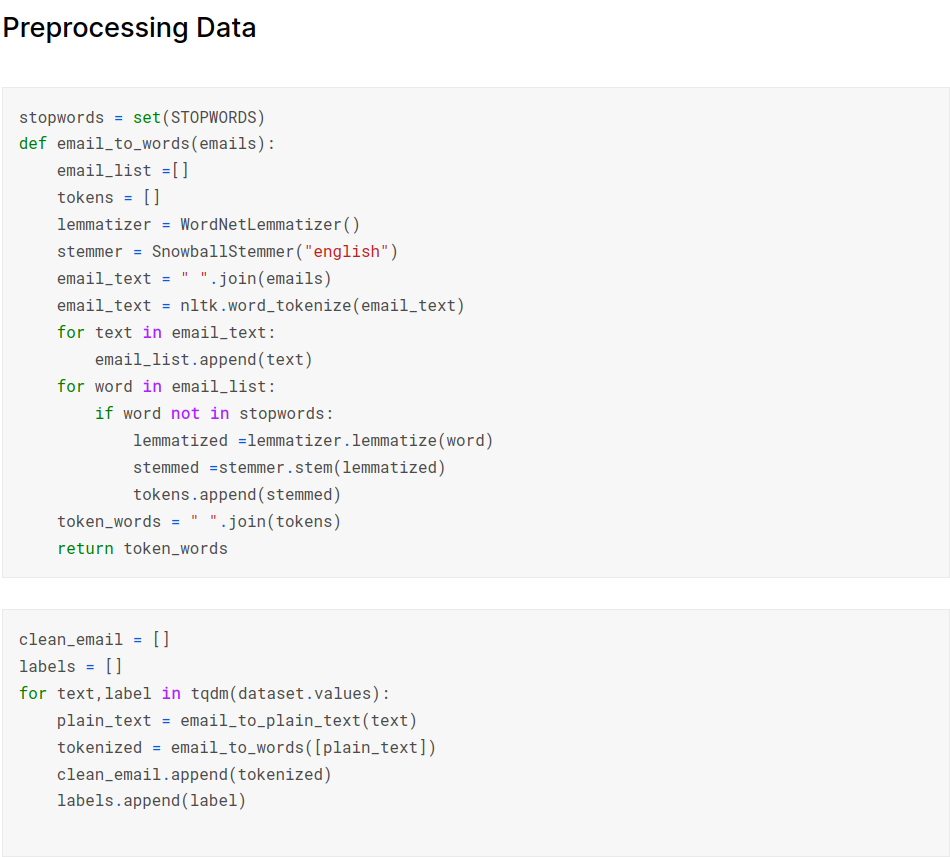 Preprocessing Data
stopwords = set(STOPWORDS)
def email_to_words(emails):
    email_list =[]
    tokens = []
    lemmatizer = WordNetLemmatizer()
    stemmer = SnowballStemmer("english")
    email_text = " ".join(emails)
    email_text = nltk.word_tokenize(email_text)
    for text in email_text:
        email_list.append(text)
    for word in email_list:
        if word not in stopwords:
            lemmatized =lemmatizer.lemmatize(word)
            stemmed =stemmer.stem(lemmatized)
            tokens.append(stemmed)
    token_words = " ".join(tokens)
    return token_words
clean_email = []
labels = []
for text,label in tqdm(dataset.values):
    plain_text = email_to_plain_text(text)
    tokenized = email_to_words([plain_text])
    clean_email.append(tokenized)
    labels.append(label)